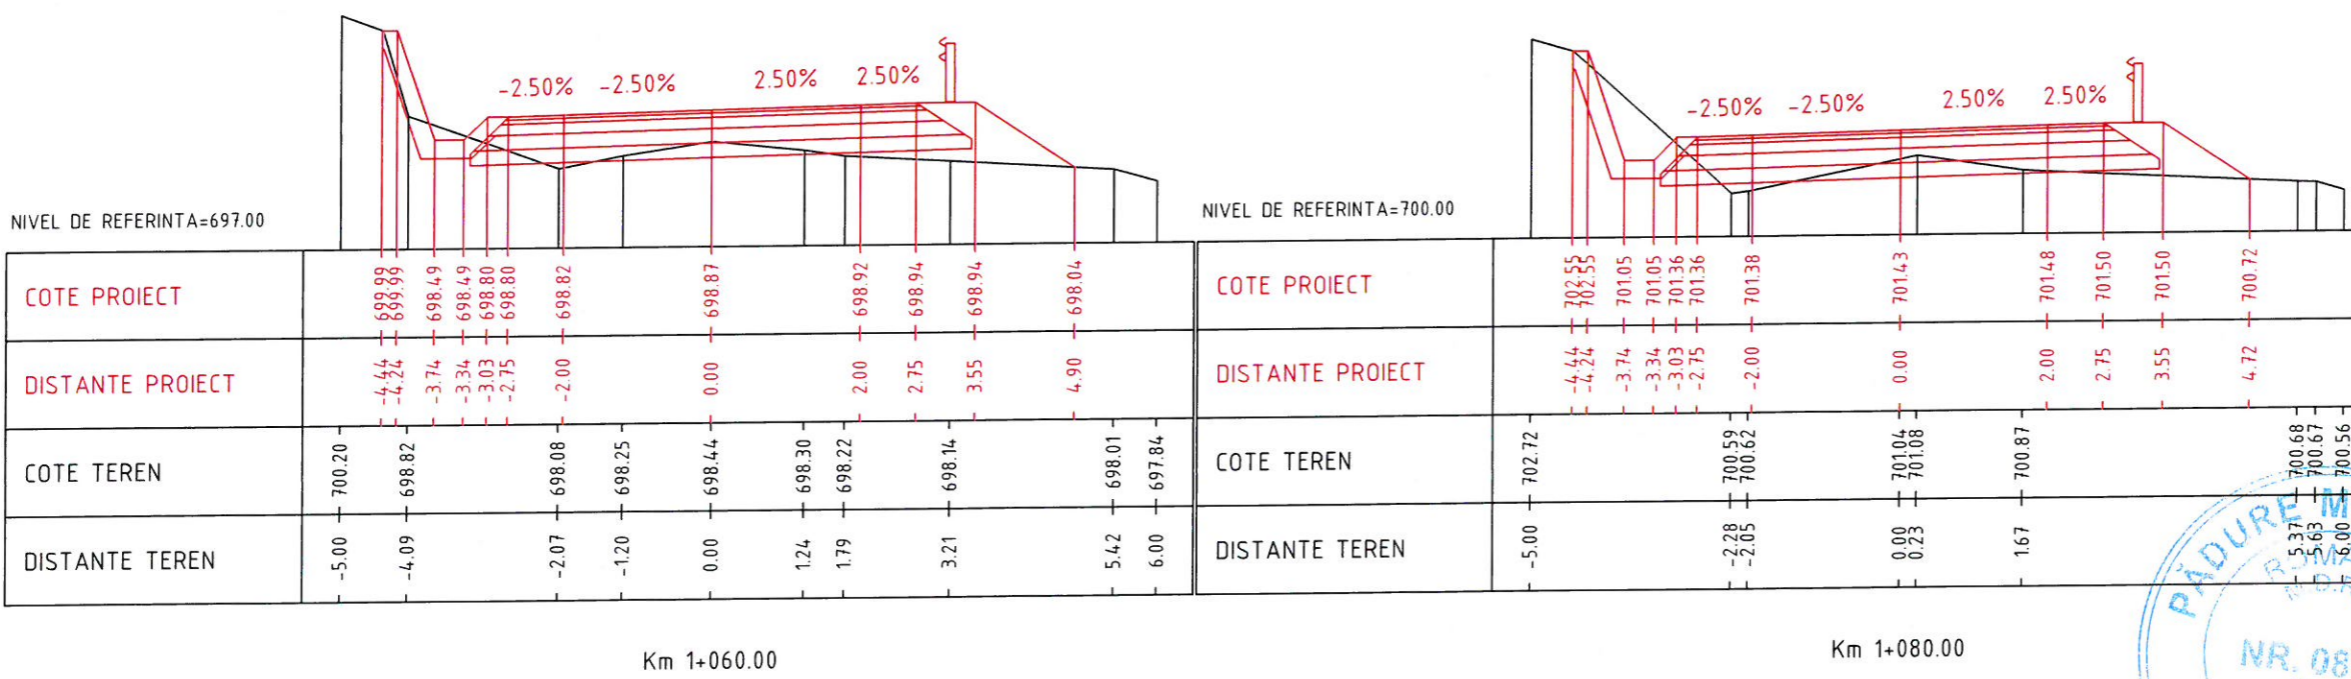 -2.50% -2.50% 2.50% 2.50%
NIVEL DE REFERINTA=697.00
COTE PROIECT 699.99 699.99 698.49 698.49 698.80 698.80 698.82 698.87 698.92 698.94 698.94 698.04
DISTANTE PROIECT -4.44 -4.24 -3.74 -3.34 -3.03 -2.75 -2.00 0.00 2.00 2.75 3.55 4.90
COTE TEREN 700.20 698.82 698.08 698.25 698.44 698.30 698.22 698.14 698.01 697.84
DISTANTE TEREN -5.00 -4.09 -2.07 -1.20 0.00 1.24 1.79 3.21 5.42 6.00
Km 1+060.00
-2.50% -2.50% 2.50% 2.50%
NIVEL DE REFERINTA=700.00
COTE PROIECT 702.55 702.55 701.05 701.05 701.36 701.36 701.38 701.43 701.48 701.50 701.50 700.72
DISTANTE PROIECT -4.44 -4.24 -3.74 -3.34 -3.03 -2.75 -2.00 0.00 2.00 2.75 3.55 4.72
COTE TEREN 702.72 700.59 700.62 701.04 701.08 700.87 700.68 700.67 700.56
DISTANTE TEREN -5.00 -2.28 -2.05 0.00 0.23 1.67 5.37 5.63 6.00
Km 1+080.00
PĂDURE M
NR. 08